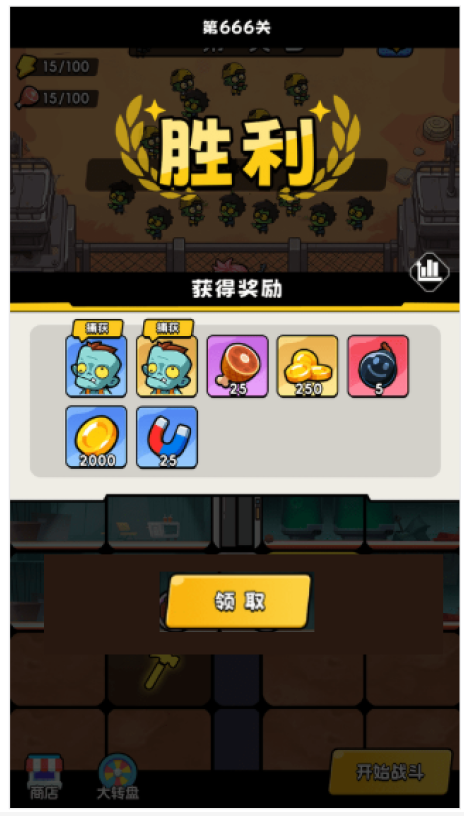 第666关
15/100
15/100
胜利
获得奖励
捕获
捕获
25
250
5
2000
25
领取
商店
大转盘
开始战斗